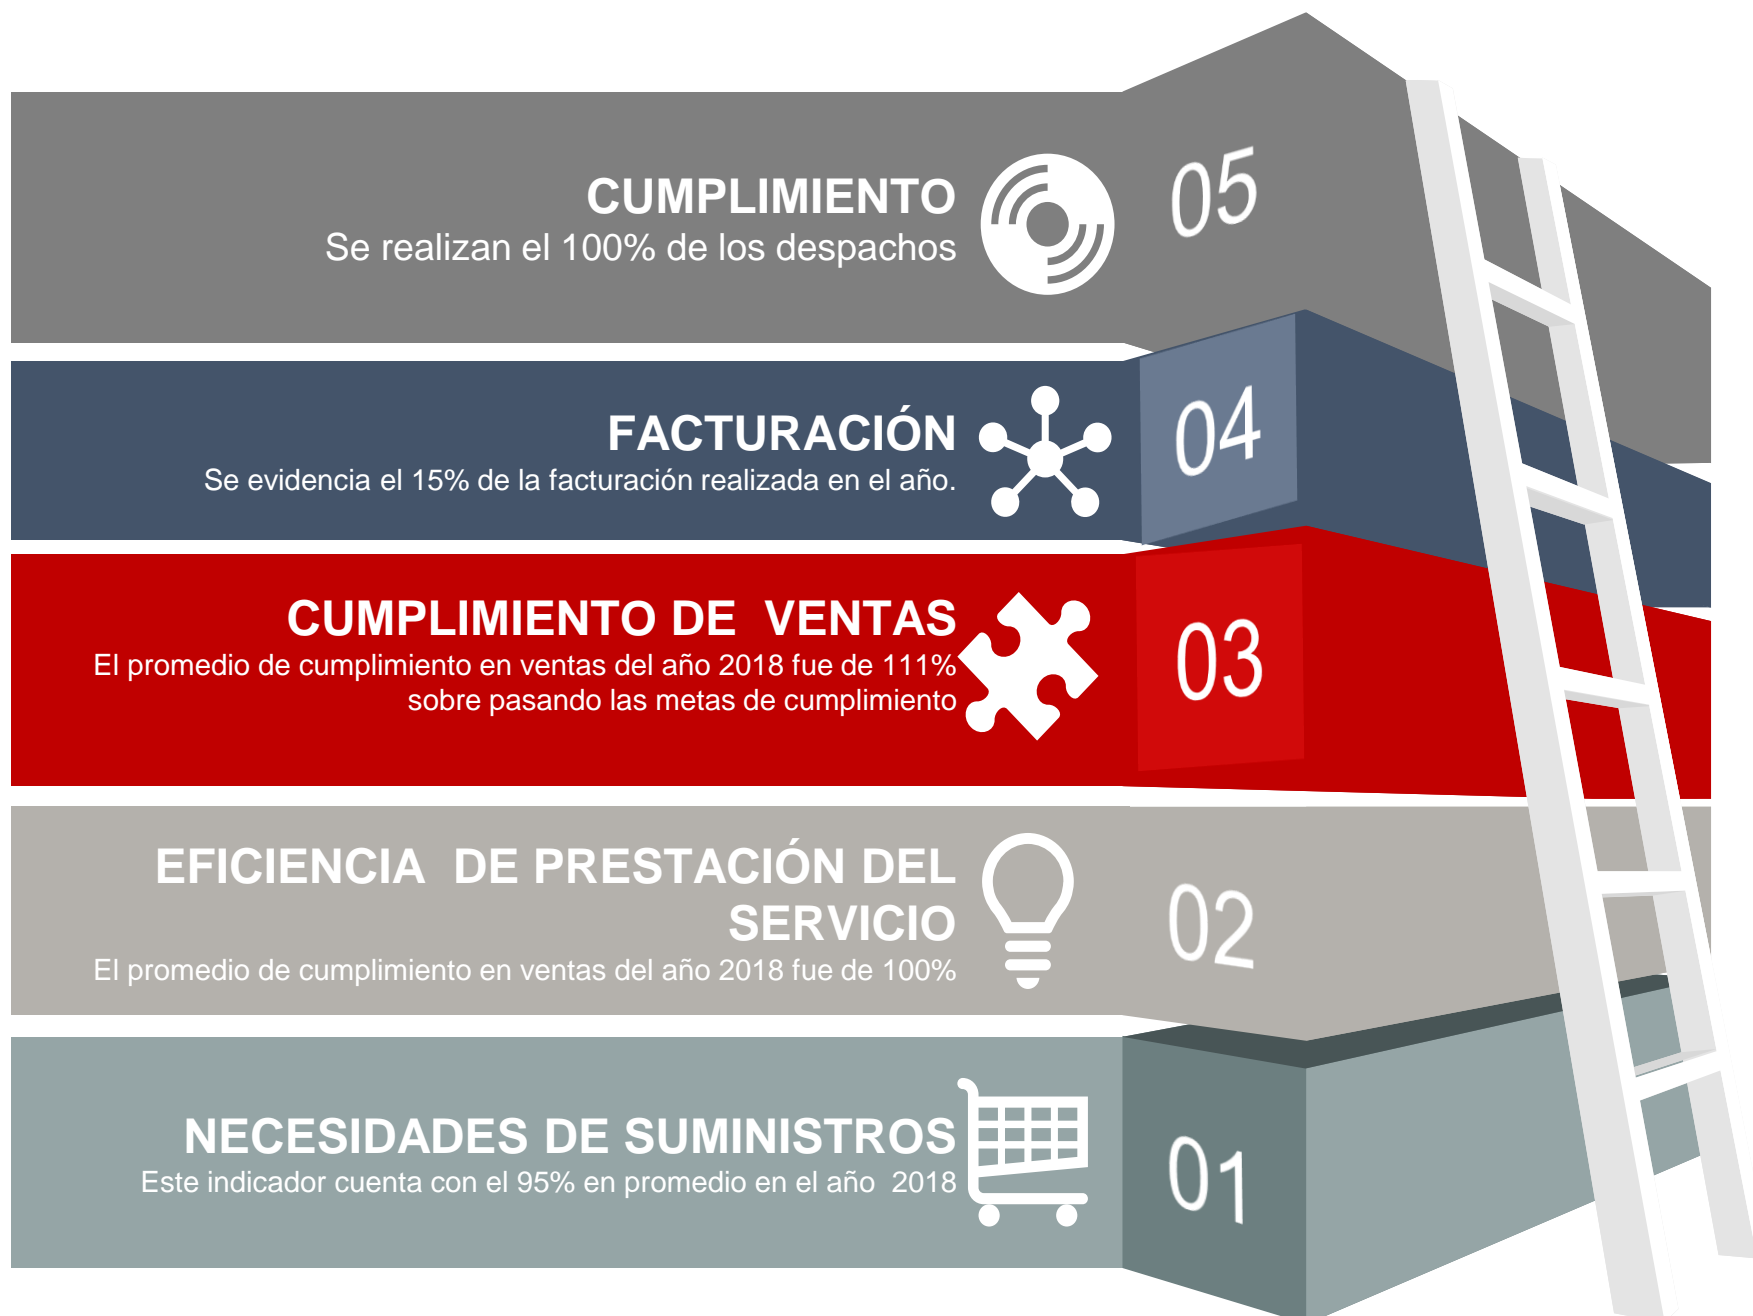 CUMPLIMIENTO
Se realizan el 100% de los despachos
05
FACTURACIÓN
Se evidencia el 15% de la facturación realizada en el año.
04
CUMPLIMIENTO DE  VENTAS
El promedio de cumplimiento en ventas del año 2018 fue de 111%
sobre pasando las metas de cumplimiento
03
EFICIENCIA  DE PRESTACIÓN DEL
SERVICIO
El promedio de cumplimiento en ventas del año 2018 fue de 100%
02
NECESIDADES DE SUMINISTROS
Este indicador cuenta con el 95% en promedio en el año  2018
01